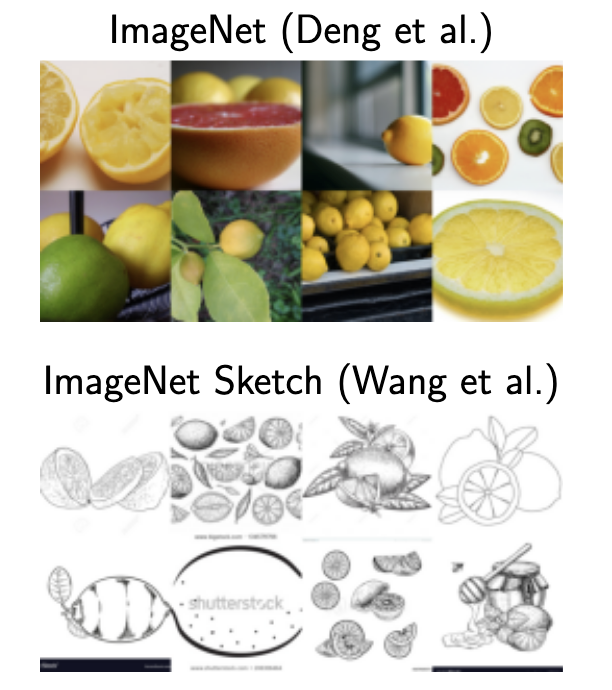 ImageNet (Deng et al.)
ImageNet Sketch (Wang et al.)
shutterstock